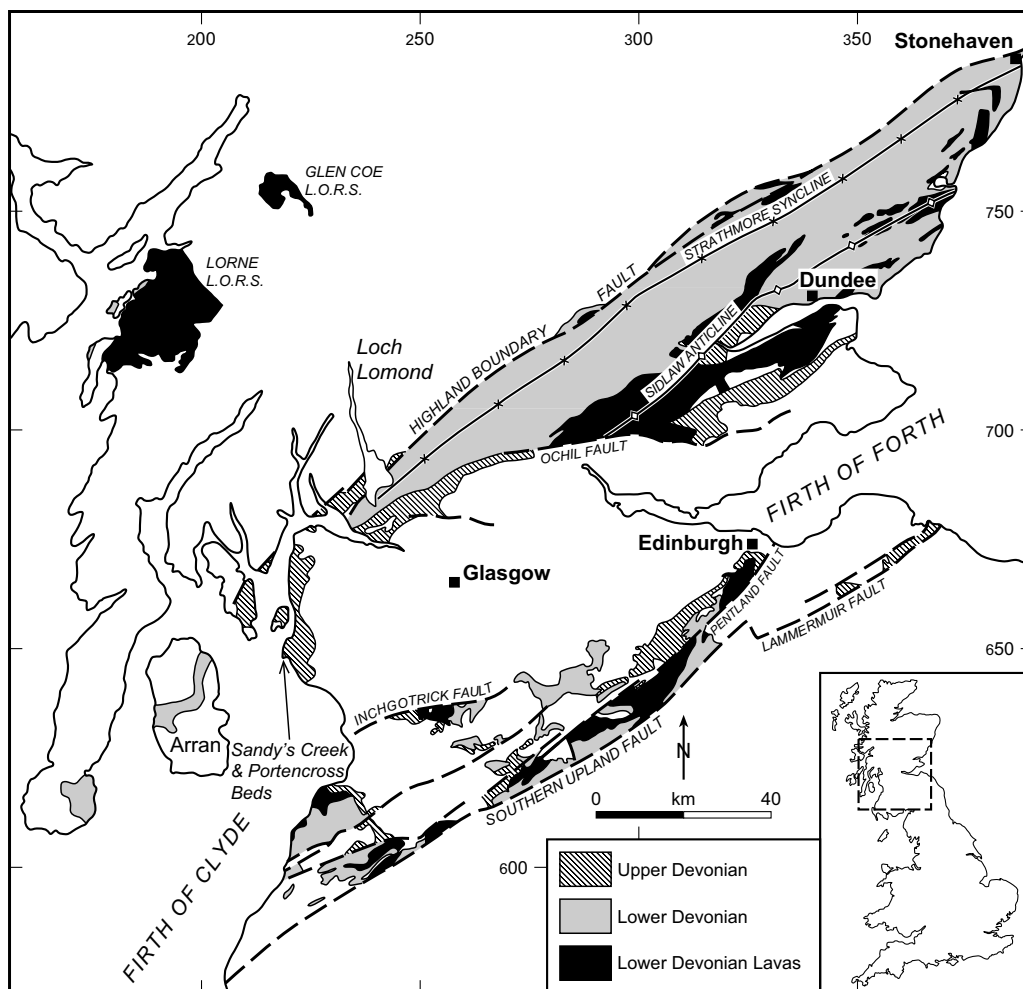 200
250
300
350
Stonehaven
GLEN COE
L.O.R.S.
750
STRATHMORE SYNCLINE
LORNE
L.O.R.S.
FAULT
Dundee
HIGHLAND BOUNDARY
SIDLAW ANTICLINE
Loch
Lomond
700
OCHIL FAULT
FIRTH OF FORTH
Edinburgh
Glasgow
PENTLAND FAULT
LAMMERMUIR FAULT
650
INCHGOTRICK FAULT
Arran
Sandy's Creek
& Portencross
Beds
SOUTHERN UPLAND FAULT
N
0 km 40
FIRTH OF CLYDE
600
Upper Devonian
Lower Devonian
Lower Devonian Lavas